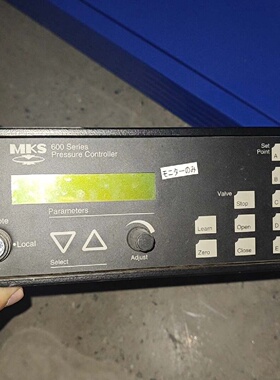 MKS
600 Series
Pressure Controller
モニターのみ
Set
Point
A
B
Valve
Stop
C
Parameters
Local
Learn
Open
D
Select
Adjust
Zero
Close
E